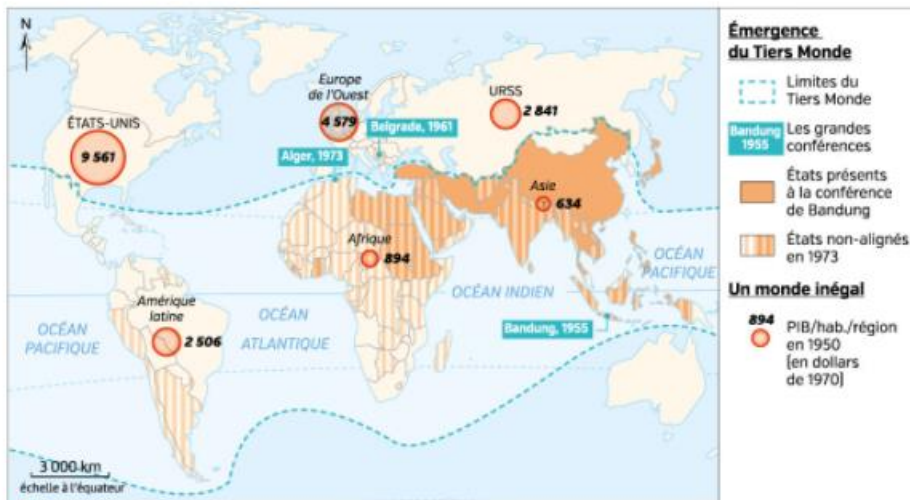 N
ÉTATS-UNIS
9 561
Europe
de l'Ouest
4 579
Belgrade, 1961
Alger, 1973
URSS
2 841
Asie
634
Afrique
894
OCÉAN
PACIFIQUE
OCÉAN INDIEN
Amérique
latine
2 506
OCÉAN
PACIFIQUE
OCÉAN
ATLANTIQUE
Bandung, 1955
3 000 km
échelle à l'équateur
Émergence
du Tiers Monde
Limites du
Tiers Monde
Bandung
1955
Les grandes
conférences
États présents
à la conférence
de Bandung
États non-alignés
en 1973
Un monde inégal
894
PIB/hab./région
en 1950
(en dollars
de 1970)